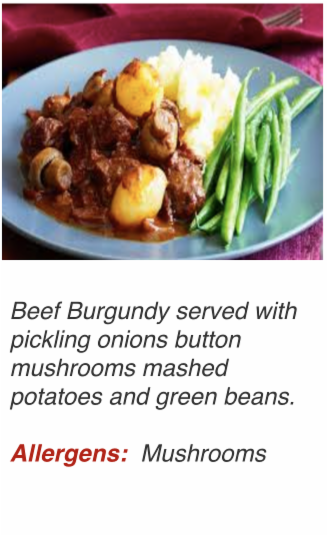 Beef Burgundy served with
pickling onions button
mushrooms mashed
potatoes and green beans.
Allergens: Mushrooms